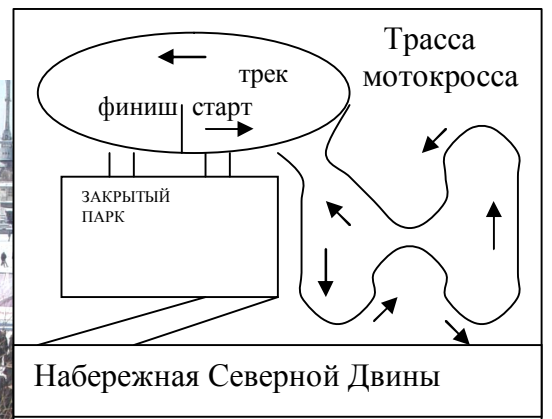 Трасса
мотокросса
трек
финиш старт
ЗАКРЫТЫЙ
ПАРК
Набережная Северной Двины